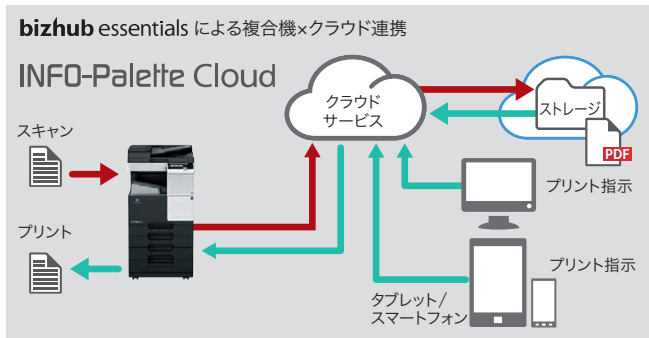 bizhub essentials による複合機×クラウド連携
INFO-Palette Cloud
クラウド
サービス
ストレージ
PDF
スキャン
プリント指示
プリント
プリント指示
タブレット/
スマートフォン